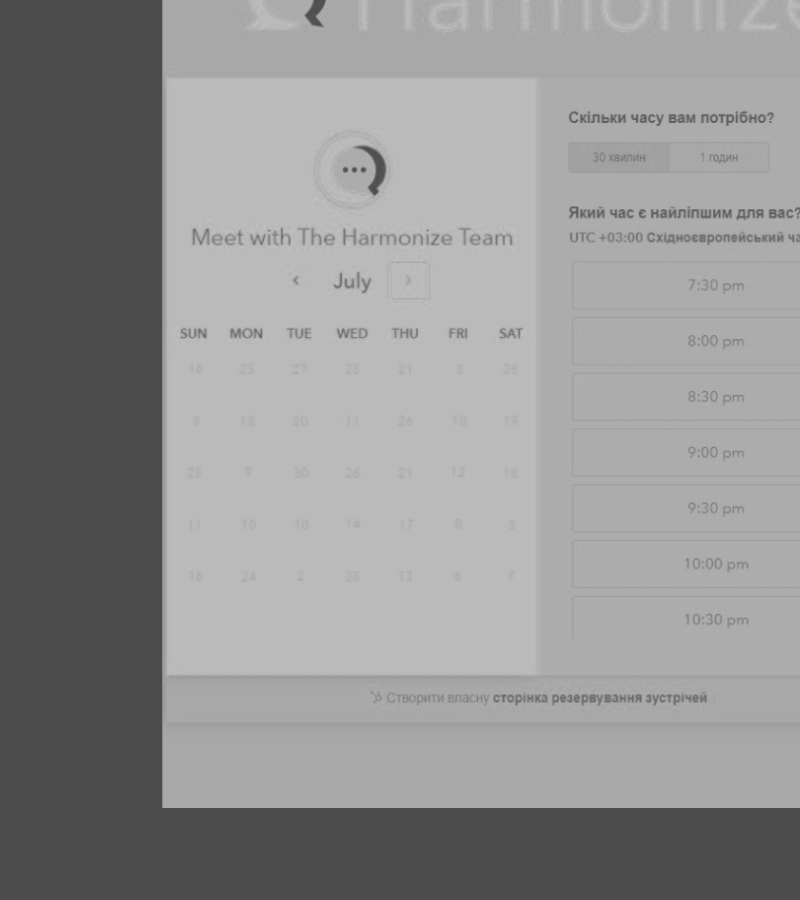 Harmonize
Скільки часу вам потрібно?
30 хвилин
1 годин
Meet with The Harmonize Team
‹ July ›
SUN MON TUE WED THU FRI SAT
16 25 27 25 21 3 26
3 18 20 11 26 10 19
25 9 30 26 21 12 18
11 10 10 14 17 8 3
16 24 2 25 13 6 7
Який час є найліпшим для вас?
UTC +03:00 Східноєвропейський
7:30 pm
8:00 pm
8:30 pm
9:00 pm
9:30 pm
10:00 pm
10:30 pm
Створити власну сторінка резервування зустрічей